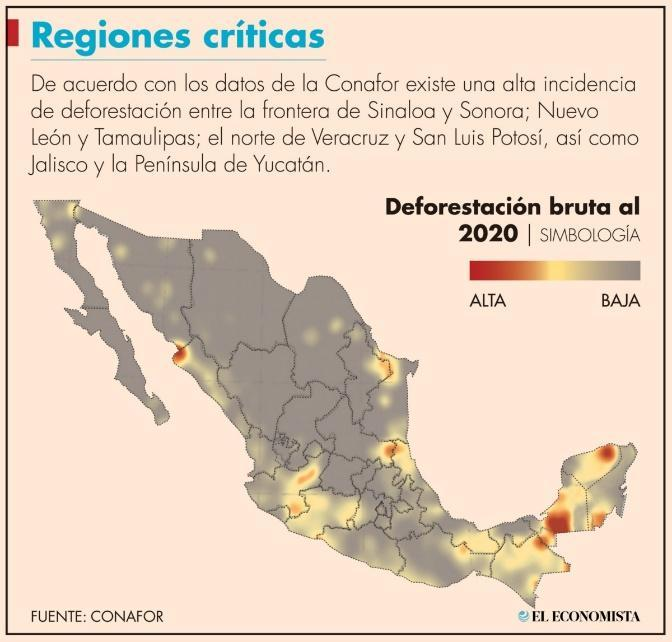 Regiones críticas
De acuerdo con los datos de la Conafor existe una alta incidencia
de deforestación entre la frontera de Sinaloa y Sonora; Nuevo
León y Tamaulipas; el norte de Veracruz y San Luis Potosí, así como
Jalisco y la Península de Yucatán.
Deforestación bruta al
2020 | SIMBOLOGÍA
ALTA BAJA
FUENTE: CONAFOR
EL ECONOMISTA